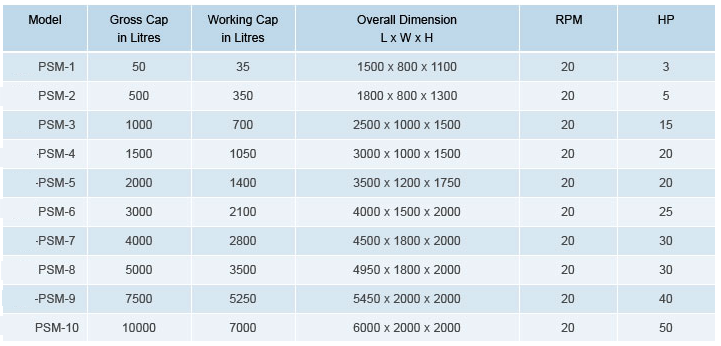 Model Gross Cap in Litres Working Cap in Litres Overall Dimension L x W x H RPM HP
PSM-1 50 35 1500 x 800 x 1100 20 3
PSM-2 500 350 1800 x 800 x 1300 20 5
PSM-3 1000 700 2500 x 1000 x 1500 20 15
-PSM-4 1500 1050 3000 x 1000 x 1500 20 20
-PSM-5 2000 1400 3500 x 1200 x 1750 20 20
PSM-6 3000 2100 4000 x 1500 x 2000 20 25
-PSM-7 4000 2800 4500 x 1800 x 2000 20 30
PSM-8 5000 3500 4950 x 1800 x 2000 20 30
-PSM-9 7500 5250 5450 x 2000 x 2000 20 40
PSM-10 10000 7000 6000 x 2000 x 2000 20 50